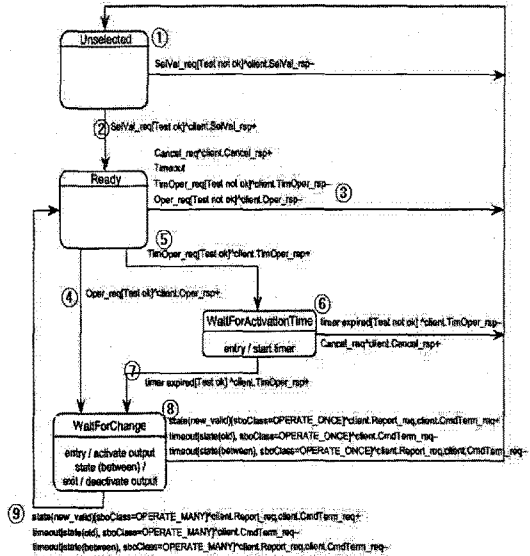 Unselected
①
SelVal_req[Test not ok]^client.SelVal_rsp–
②
SelVal_req[Test ok]^client.SelVal_rsp+
Cancel_req^client.Cancel_rsp+
Timeout
TimOper_req[Test not ok]^client.TimOper_rsp–
Oper_req[Test not ok]^client.Oper_rsp–
③
Ready
⑤
TimOper_req[Test ok]^client.TimOper_rsp+
④
Oper_req[Test ok]^client.Oper_rsp+
⑥
WaitForActivationTime
entry / start timer
timer expired[Test not ok] ^client.TimOper_rsp–
Cancel_req^client.Cancel_rsp+
⑦
timer expired[Test ok] ^client.TimOper_rsp+
⑧
WaitForChange
entry / activate output
state (between) /
exit / deactivate output
state(new_valid)[sboClass=OPERATE_ONCE]^client.Report_req,client.CmdTerm_req+
timeout[state(old), sboClass=OPERATE_ONCE]^client.CmdTerm_req–
timeout[state(between), sboClass=OPERATE_ONCE]^client.Report_req,client.CmdTerm_req–
⑨
state(new_valid)[sboClass=OPERATE_MANY]^client.Report_req,client.CmdTerm_req+
timeout[state(old), sboClass=OPERATE_MANY]^client.CmdTerm_req–
timeout[state(between), sboClass=OPERATE_MANY]^client.Report_req,client.CmdTerm_req–